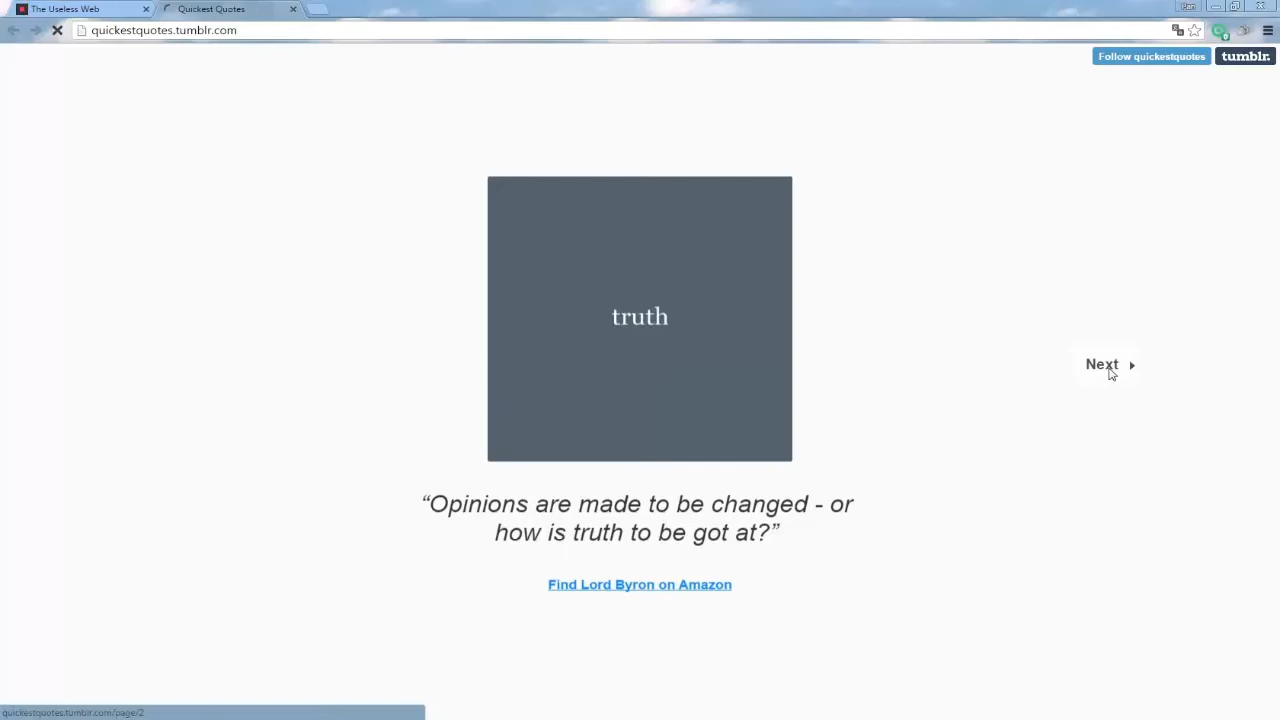 The Useless Web
Quickest Quotes
quickestquotes.tumblr.com
Follow quickestquotes
tumblr.
truth
Next
“Opinions are made to be changed - or
how is truth to be got at?”
Find Lord Byron on Amazon
quickestquotes.tumblr.com/page/2